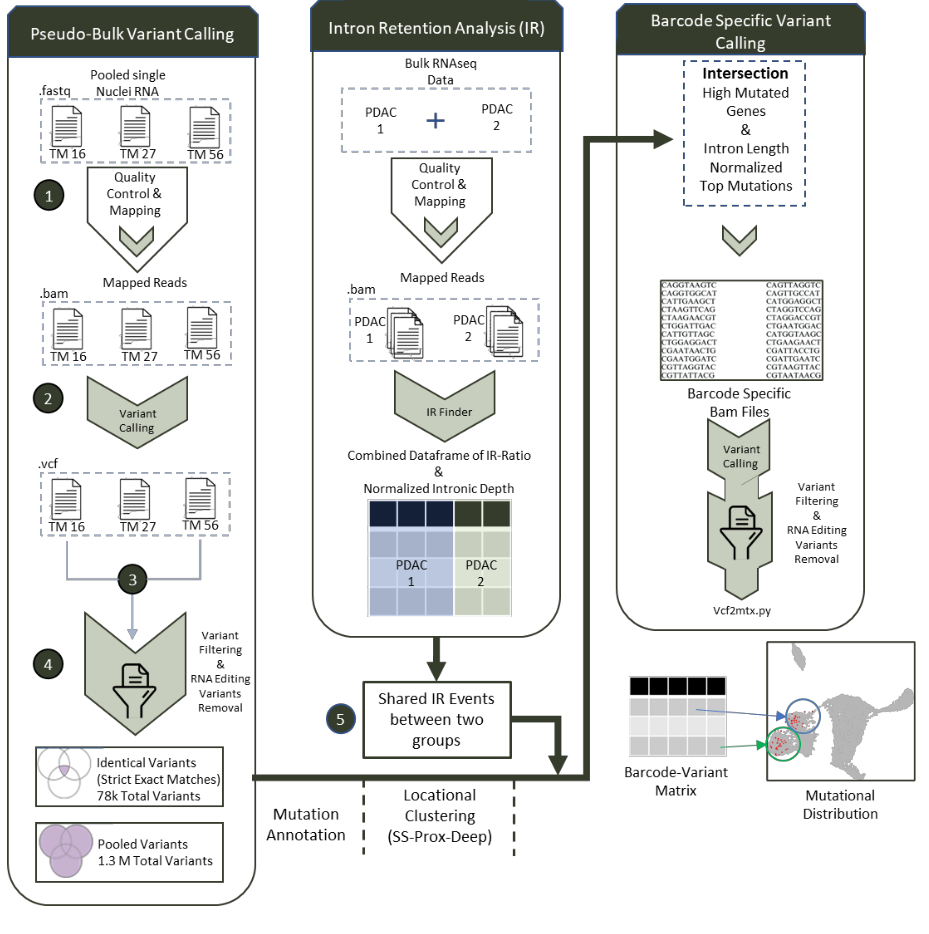 Pseudo-Bulk Variant Calling
Pooled single
Nuclei RNA
.fastq
TM 16
TM 27
TM 56
1
Quality
Control &
Mapping
Mapped Reads
.bam
TM 16
TM 27
TM 56
2
Variant
Calling
.vcf
TM 16
TM 27
TM 56
3
4
Variant
Filtering
&
RNA Editing
Variants
Removal
Identical Variants
(Strict Exact Matches)
78k Total Variants
Pooled Variants
1.3 M Total Variants
Intron Retention Analysis (IR)
Bulk RNAseq
Data
PDAC
1
+
PDAC
2
Quality
Control &
Mapping
Mapped Reads
.bam
PDAC
1
PDAC
2
IR Finder
Combined Dataframe of IR-Ratio
&
Normalized Intronic Depth
PDAC
1
PDAC
2
5
Shared IR Events
between two
groups
Mutation
Annotation
Locational
Clustering
(SS-Prox-Deep)
Barcode Specific Variant
Calling
Intersection
High Mutated
Genes
&
Intron Length
Normalized
Top Mutations
CAGGTAAGTC CAGTTAGGTC
CAGGTGGCAT CAGTTGCCAT
CATTGAAGCT CATGGAGGCT
CTAAGTTCAG CTAGGTCCAG
CTAAGAACGT CTAGGACCGT
CTGGATTGAC CTGAATGGAC
CATTGTTAGC CATGGTAAGC
CTGGAGGACT CTGAAGAACT
CGAATAACTG CGATTACCTG
CGAATGGATC CGATTGAATC
CGTTAGGTAC CGTAAGTTAC
CGTTATTACG CGTAATAACG
Barcode Specific
Bam Files
Variant
Calling
Variant
Filtering
&
RNA Editing
Variants
Removal
Vcf2mtx.py
Barcode-Variant
Matrix
Mutational
Distribution